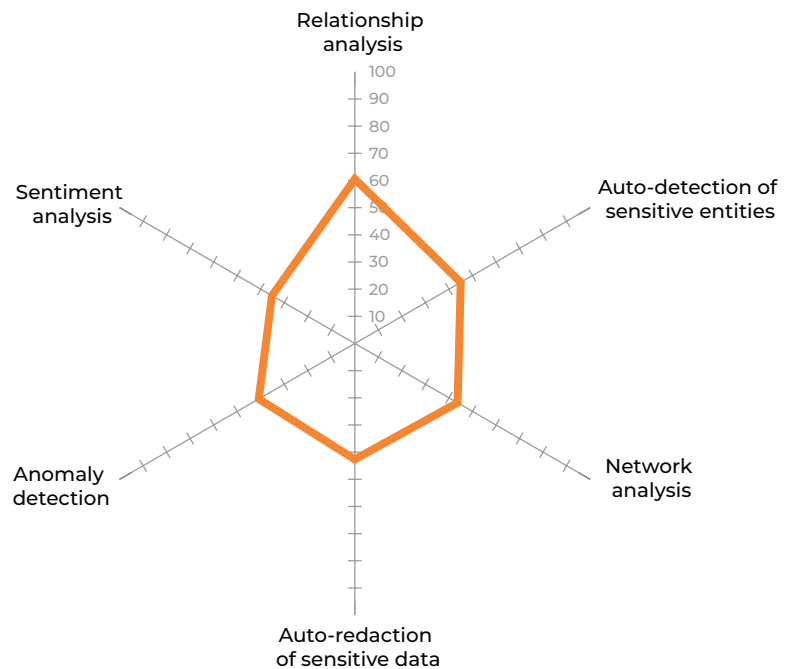 Relationship
analysis
100
90
80
70
60
50
40
30
20
10
Sentiment
analysis
Auto-detection of
sensitive entities
Anomaly
detection
Network
analysis
Auto-redaction
of sensitive data